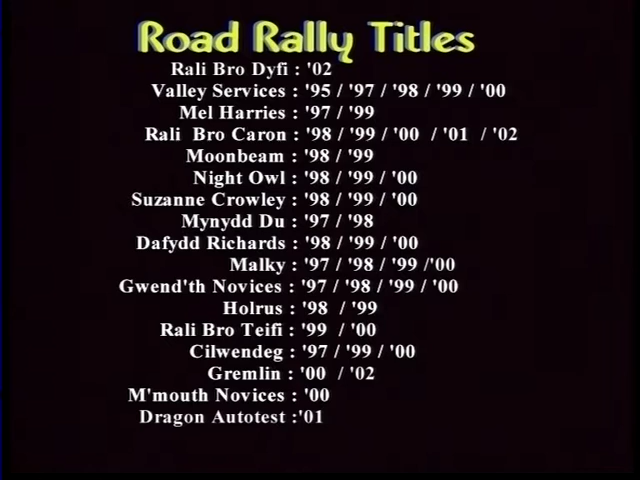 Road Rally Titles
Rali Bro Dyfi : '02
Valley Services : '95 / '97 / '98 / '99 / '00
Mel Harries : '97 / '99
Rali Bro Caron : '98 / '99 / '00 / '01 / '02
Moonbeam : '98 / '99
Night Owl : '98 / '99 / '00
Suzanne Crowley : '98 / '99 / '00
Mynydd Du : '97 / '98
Dafydd Richards : '98 / '99 / '00
Malky : '97 / '98 / '99 /'00
Gwend'th Novices : '97 / '98 / '99 / '00
Holrus : '98 / '99
Rali Bro Teifi : '99 / '00
Cilwendeg : '97 / '99 / '00
Gremlin : '00 / '02
M'mouth Novices : '00
Dragon Autotest :'01